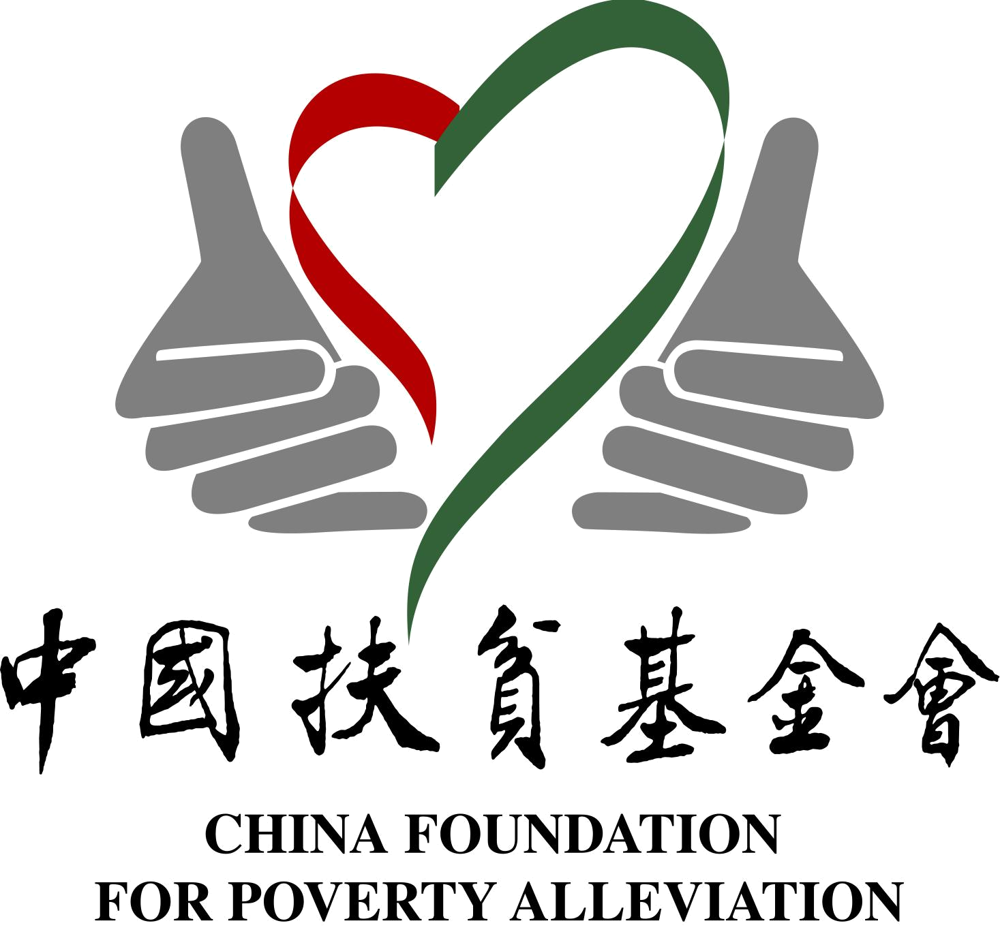 中國扶貧基金會
CHINA FOUNDATION
FOR POVERTY ALLEVIATION